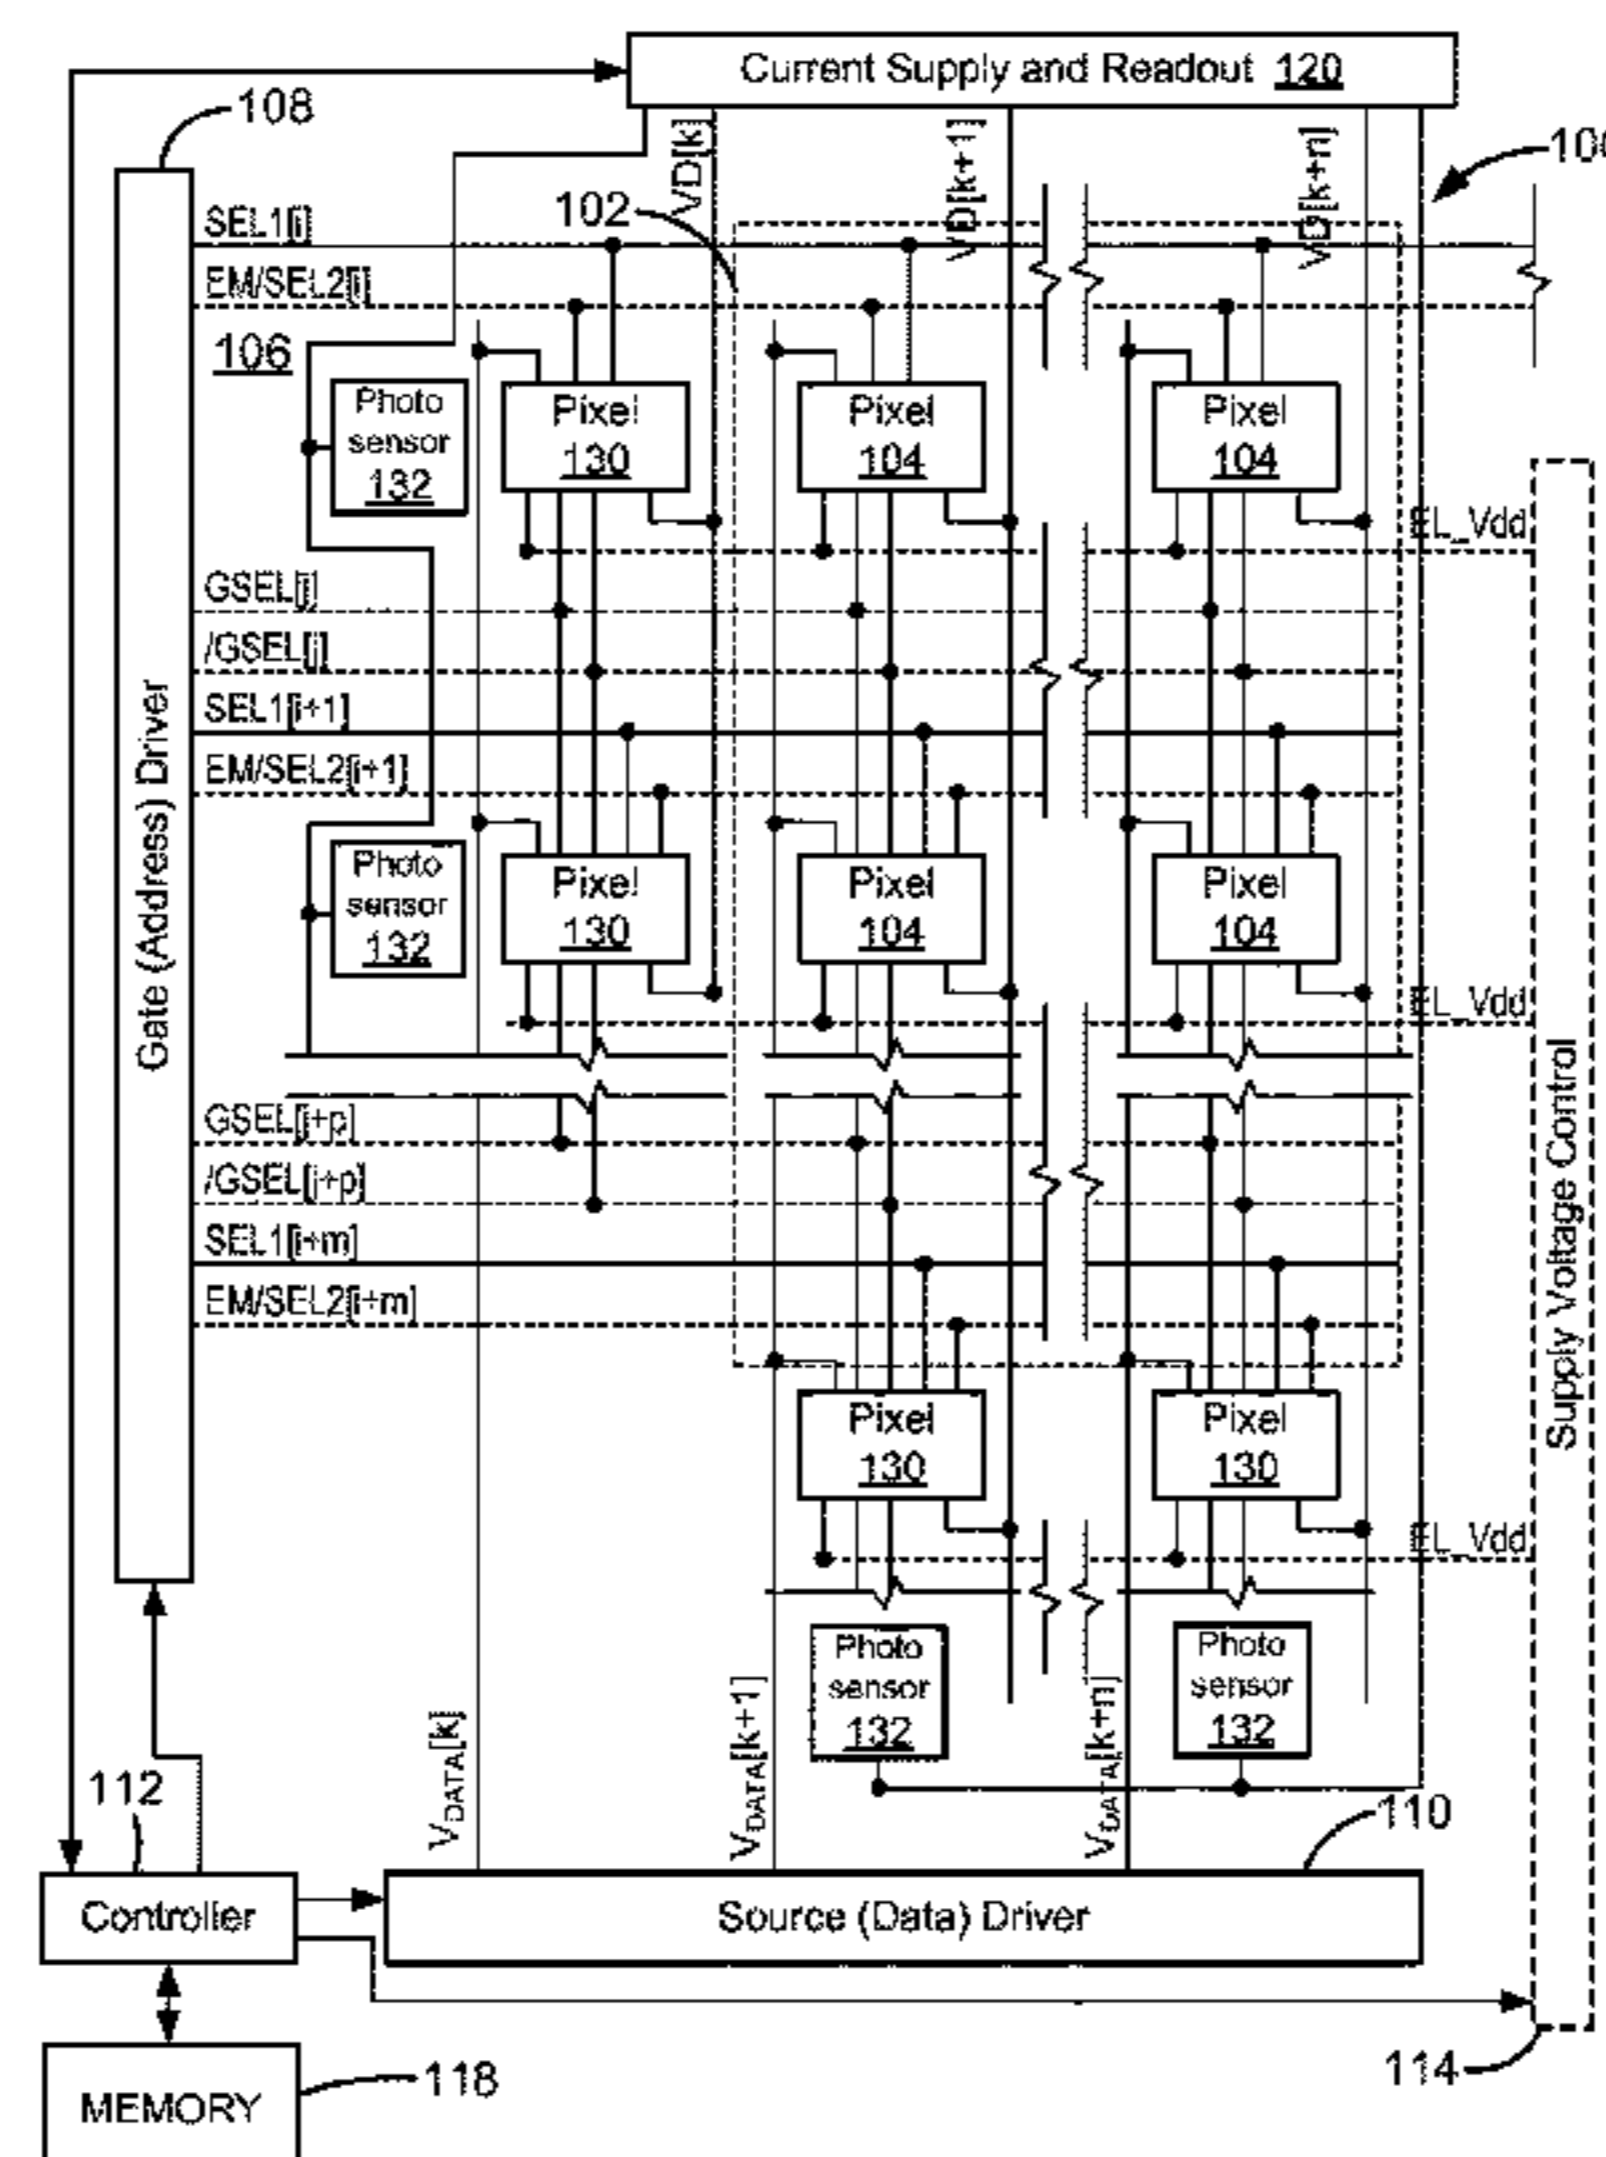 Current Supply and Readout 120
108
VD[k]
VD[k+1]
VD[k+n]
102
SEL1[i]
EM/SEL2[i]
106
Photo
sensor
132
Pixel
130
Pixel
104
Pixel
104
EL_Vdd
GSEL[j]
/GSEL[j]
SEL1[i+1]
EM/SEL2[i+1]
Gate (Address) Driver
Photo
sensor
132
Pixel
130
Pixel
104
Pixel
104
EL_Vdd
Supply Voltage Control
GSEL[j+p]
/GSEL[j+p]
SEL1[i+m]
EM/SEL2[i+m]
Pixel
130
Pixel
130
EL_Vdd
Photo
sensor
132
Photo
sensor
132
VDATA[k]
VDATA[k+1]
VDATA[k+n]
112
110
Controller
Source (Data) Driver
114
MEMORY
118